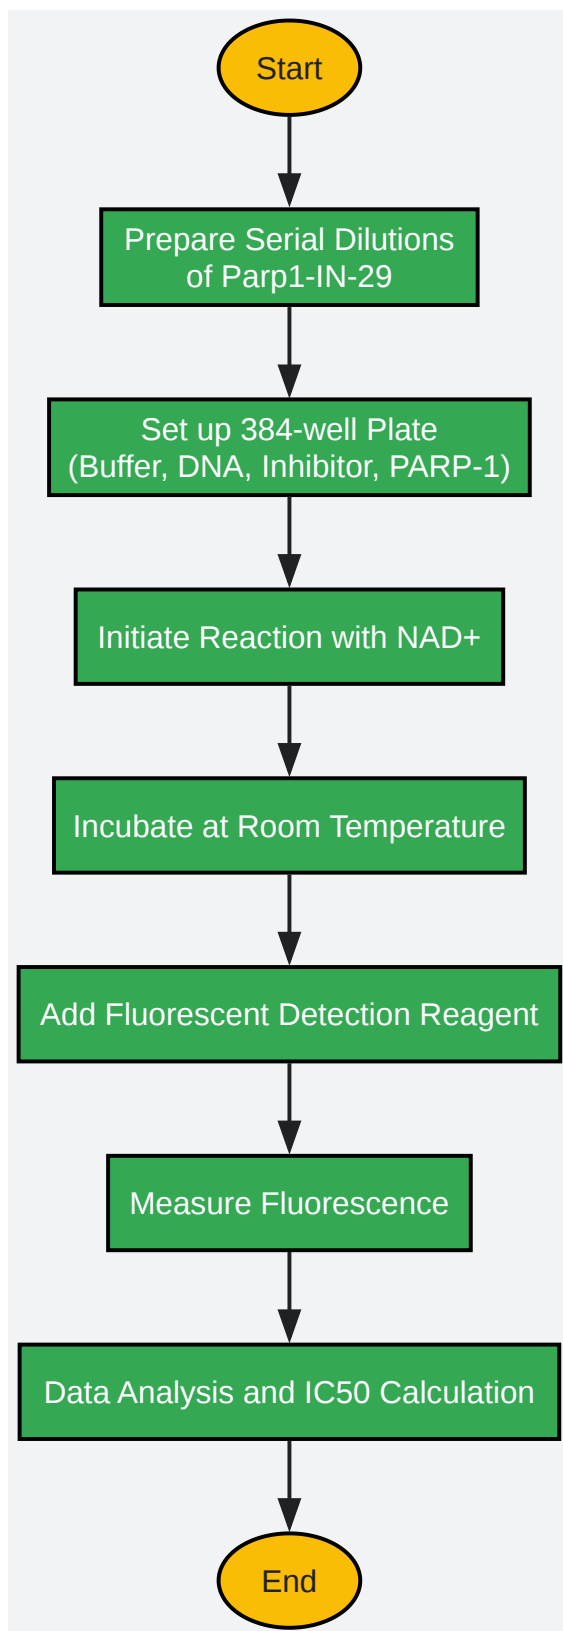 Start
Prepare Serial Dilutions
of Parp1-IN-29
Set up 384-well Plate
(Buffer, DNA, Inhibitor, PARP-1)
Initiate Reaction with NAD+
Incubate at Room Temperature
Add Fluorescent Detection Reagent
Measure Fluorescence
Data Analysis and IC50 Calculation
End